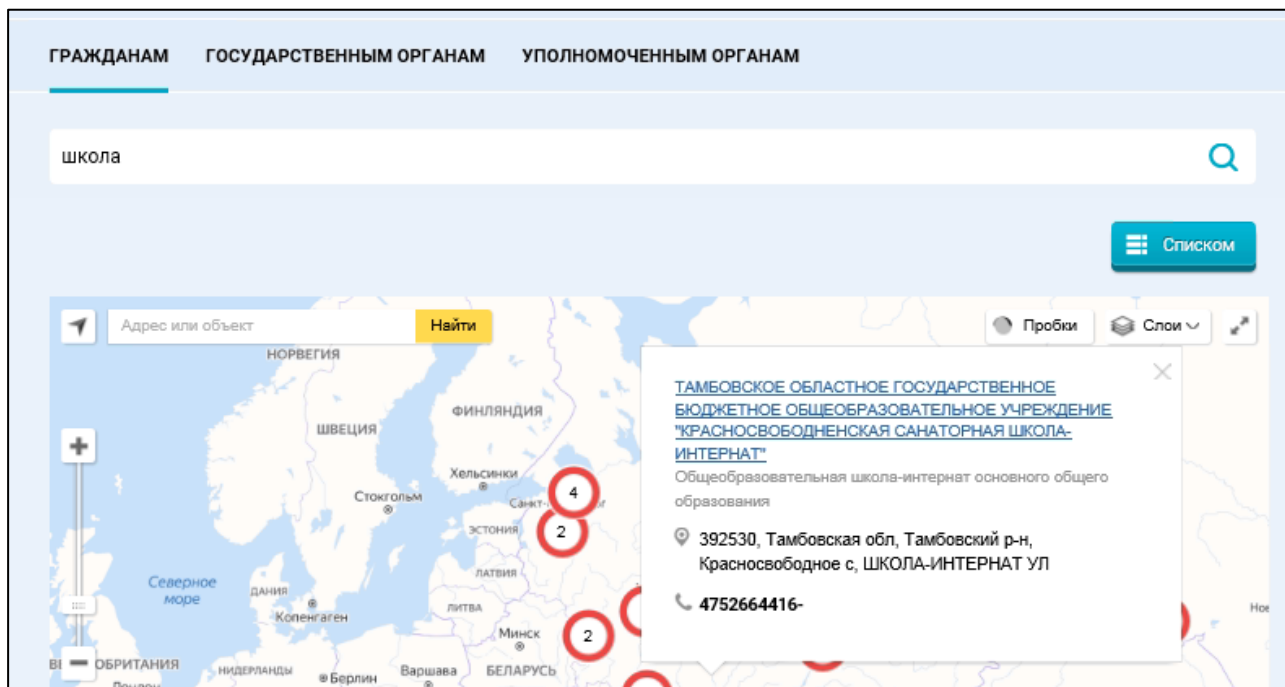 ГРАЖДАНАМ ГОСУДАРСТВЕННЫМ ОРГАНАМ УПОЛНОМОЧЕННЫМ ОРГАНАМ
школа
Списком
Адрес или объект Найти Пробки Слои
НОРВЕГИЯ
ТАМБОВСКОЕ ОБЛАСТНОЕ ГОСУДАРСТВЕННОЕ
БЮДЖЕТНОЕ ОБЩЕОБРАЗОВАТЕЛЬНОЕ УЧРЕЖДЕНИЕ
"КРАСНОСВОБОДНЕНСКАЯ САНАТОРНАЯ ШКОЛА-
ИНТЕРНАТ"
Общеобразовательная школа-интернат основного общего
образования
392530, Тамбовская обл, Тамбовский р-н,
Красносвободное с, ШКОЛА-ИНТЕРНАТ УЛ
4752664416-
ФИНЛЯНДИЯ
ШВЕЦИЯ
Хельсинки
Стокгольм
4
ЭСТОНИЯ
2
ЛАТВИЯ
Северное
море
ДАНИЯ
Копенгаген
ЛИТВА
Минск
2
НИДЕРЛАНДЫ
Берлин
Варшава
БЕЛАРУСЬ